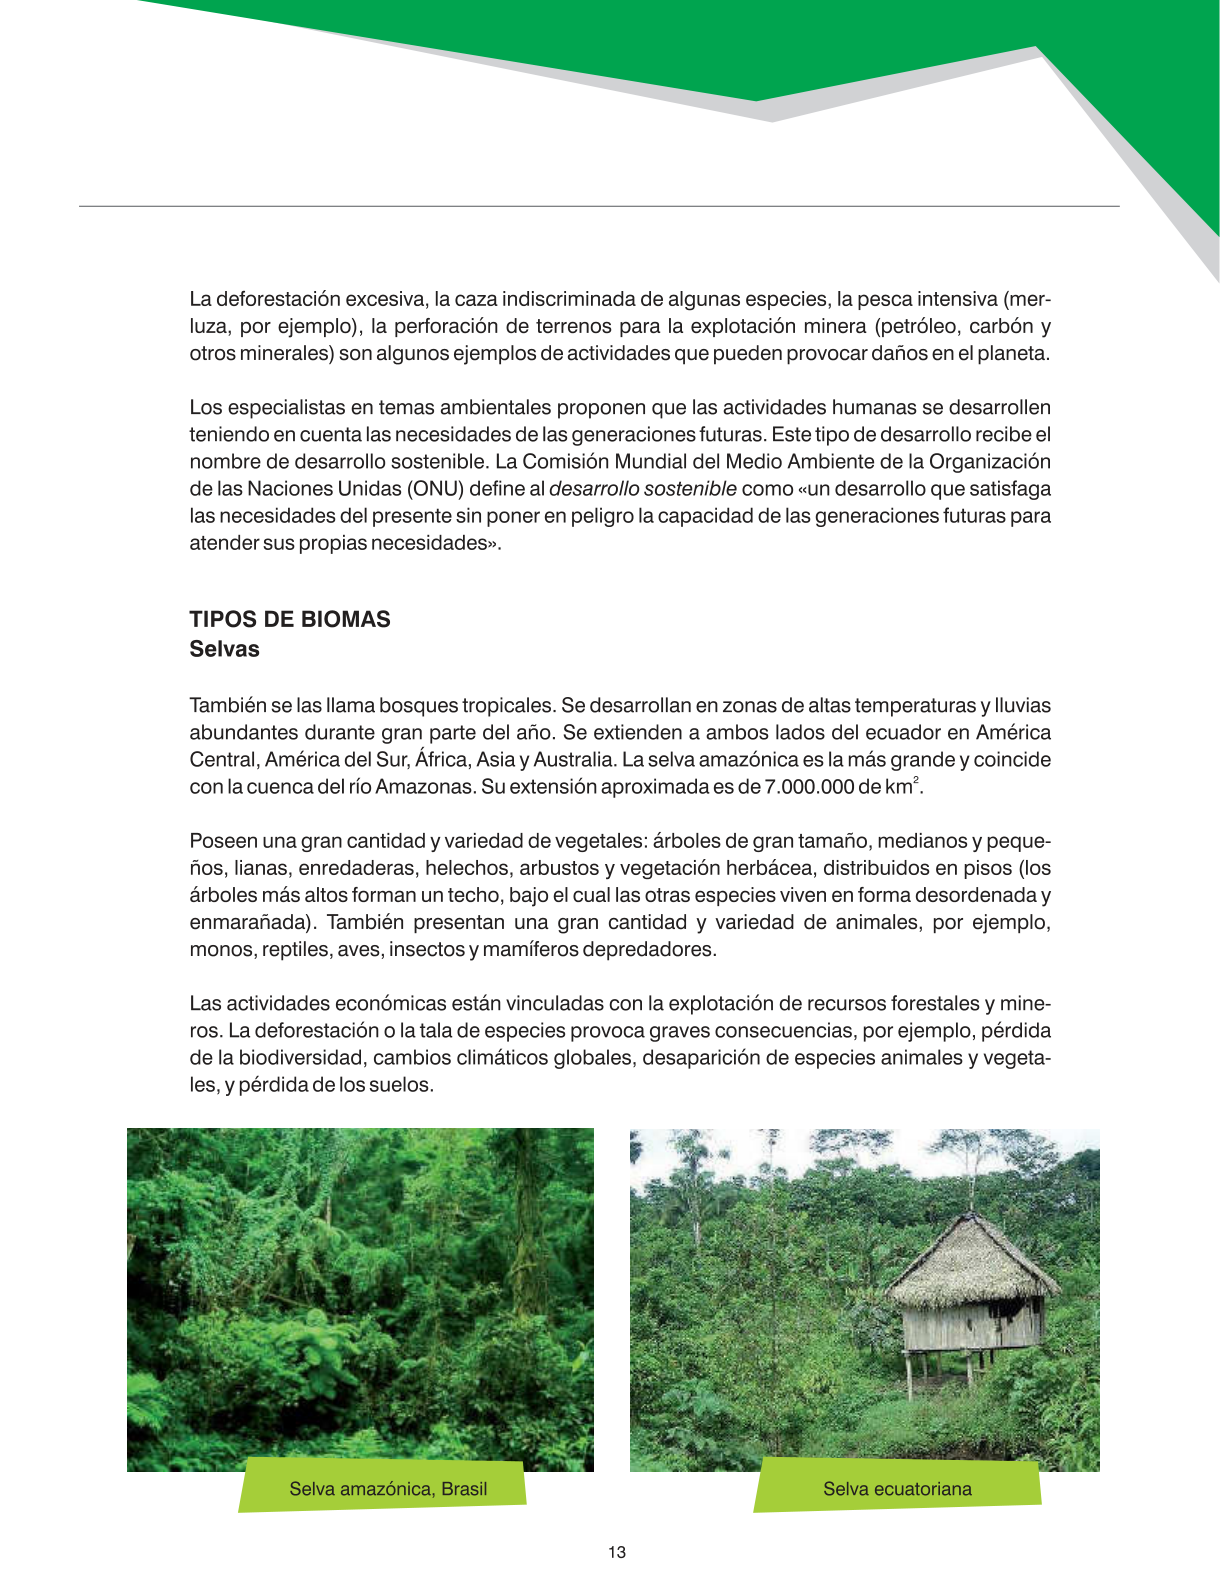 La deforestación excesiva, la caza indiscriminada de algunas especies, la pesca intensiva (mer-
luza, por ejemplo), la perforación de terrenos para la explotación minera (petróleo, carbón y
otros minerales) son algunos ejemplos de actividades que pueden provocar daños en el planeta.
Los especialistas en temas ambientales proponen que las actividades humanas se desarrollen
teniendo en cuenta las necesidades de las generaciones futuras. Este tipo de desarrollo recibe el
nombre de desarrollo sostenible. La Comisión Mundial del Medio Ambiente de la Organización
de las Naciones Unidas (ONU) define al desarrollo sostenible como «un desarrollo que satisfaga
las necesidades del presente sin poner en peligro la capacidad de las generaciones futuras para
atender sus propias necesidades».
TIPOS DE BIOMAS
Selvas
También se las llama bosques tropicales. Se desarrollan en zonas de altas temperaturas y lluvias
abundantes durante gran parte del año. Se extienden a ambos lados del ecuador en América
Central, América del Sur, África, Asia y Australia. La selva amazónica es la más grande y coincide
con la cuenca del río Amazonas. Su extensión aproximada es de 7.000.000 de km².
Poseen una gran cantidad y variedad de vegetales: árboles de gran tamaño, medianos y peque-
ños, lianas, enredaderas, helechos, arbustos y vegetación herbácea, distribuidos en pisos (los
árboles más altos forman un techo, bajo el cual las otras especies viven en forma desordenada y
enmarañada). También presentan una gran cantidad y variedad de animales, por ejemplo,
monos, reptiles, aves, insectos y mamíferos depredadores.
Las actividades económicas están vinculadas con la explotación de recursos forestales y mine-
ros. La deforestación o la tala de especies provoca graves consecuencias, por ejemplo, pérdida
de la biodiversidad, cambios climáticos globales, desaparición de especies animales y vegeta-
les, y pérdida de los suelos.
Selva amazónica, Brasil
Selva ecuatoriana
13